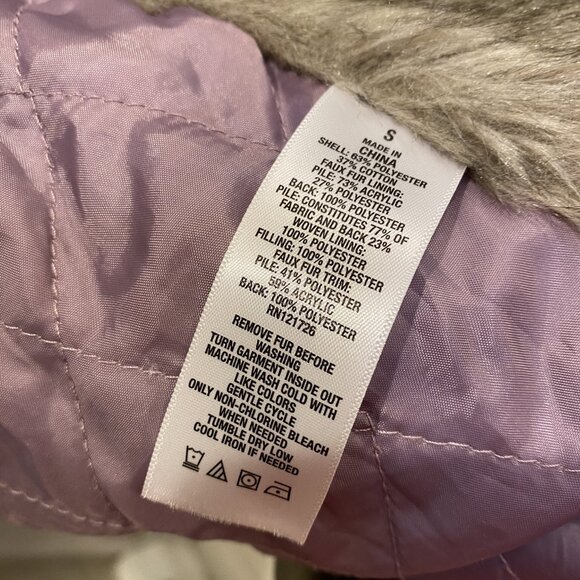 S
MADE IN
CHINA
SHELL: 63% POLYESTER
37% COTTON
FAUX FUR LINING:
PILE: 73% ACRYLIC
27% POLYESTER
BACK: 100% POLYESTER
PILE: CONSTITUTES 77% OF
FABRIC AND BACK 23%
WOVEN LINING:
100% POLYESTER
FILLING: 100% POLYESTER
FAUX FUR TRIM:
PILE: 41% POLYESTER
59% ACRYLIC
BACK: 100% POLYESTER
RN121726
REMOVE FUR BEFORE
WASHING
TURN GARMENT INSIDE OUT
MACHINE WASH COLD WITH
LIKE COLORS
GENTLE CYCLE
ONLY NON-CHLORINE BLEACH
WHEN NEEDED
TUMBLE DRY LOW
COOL IRON IF NEEDED